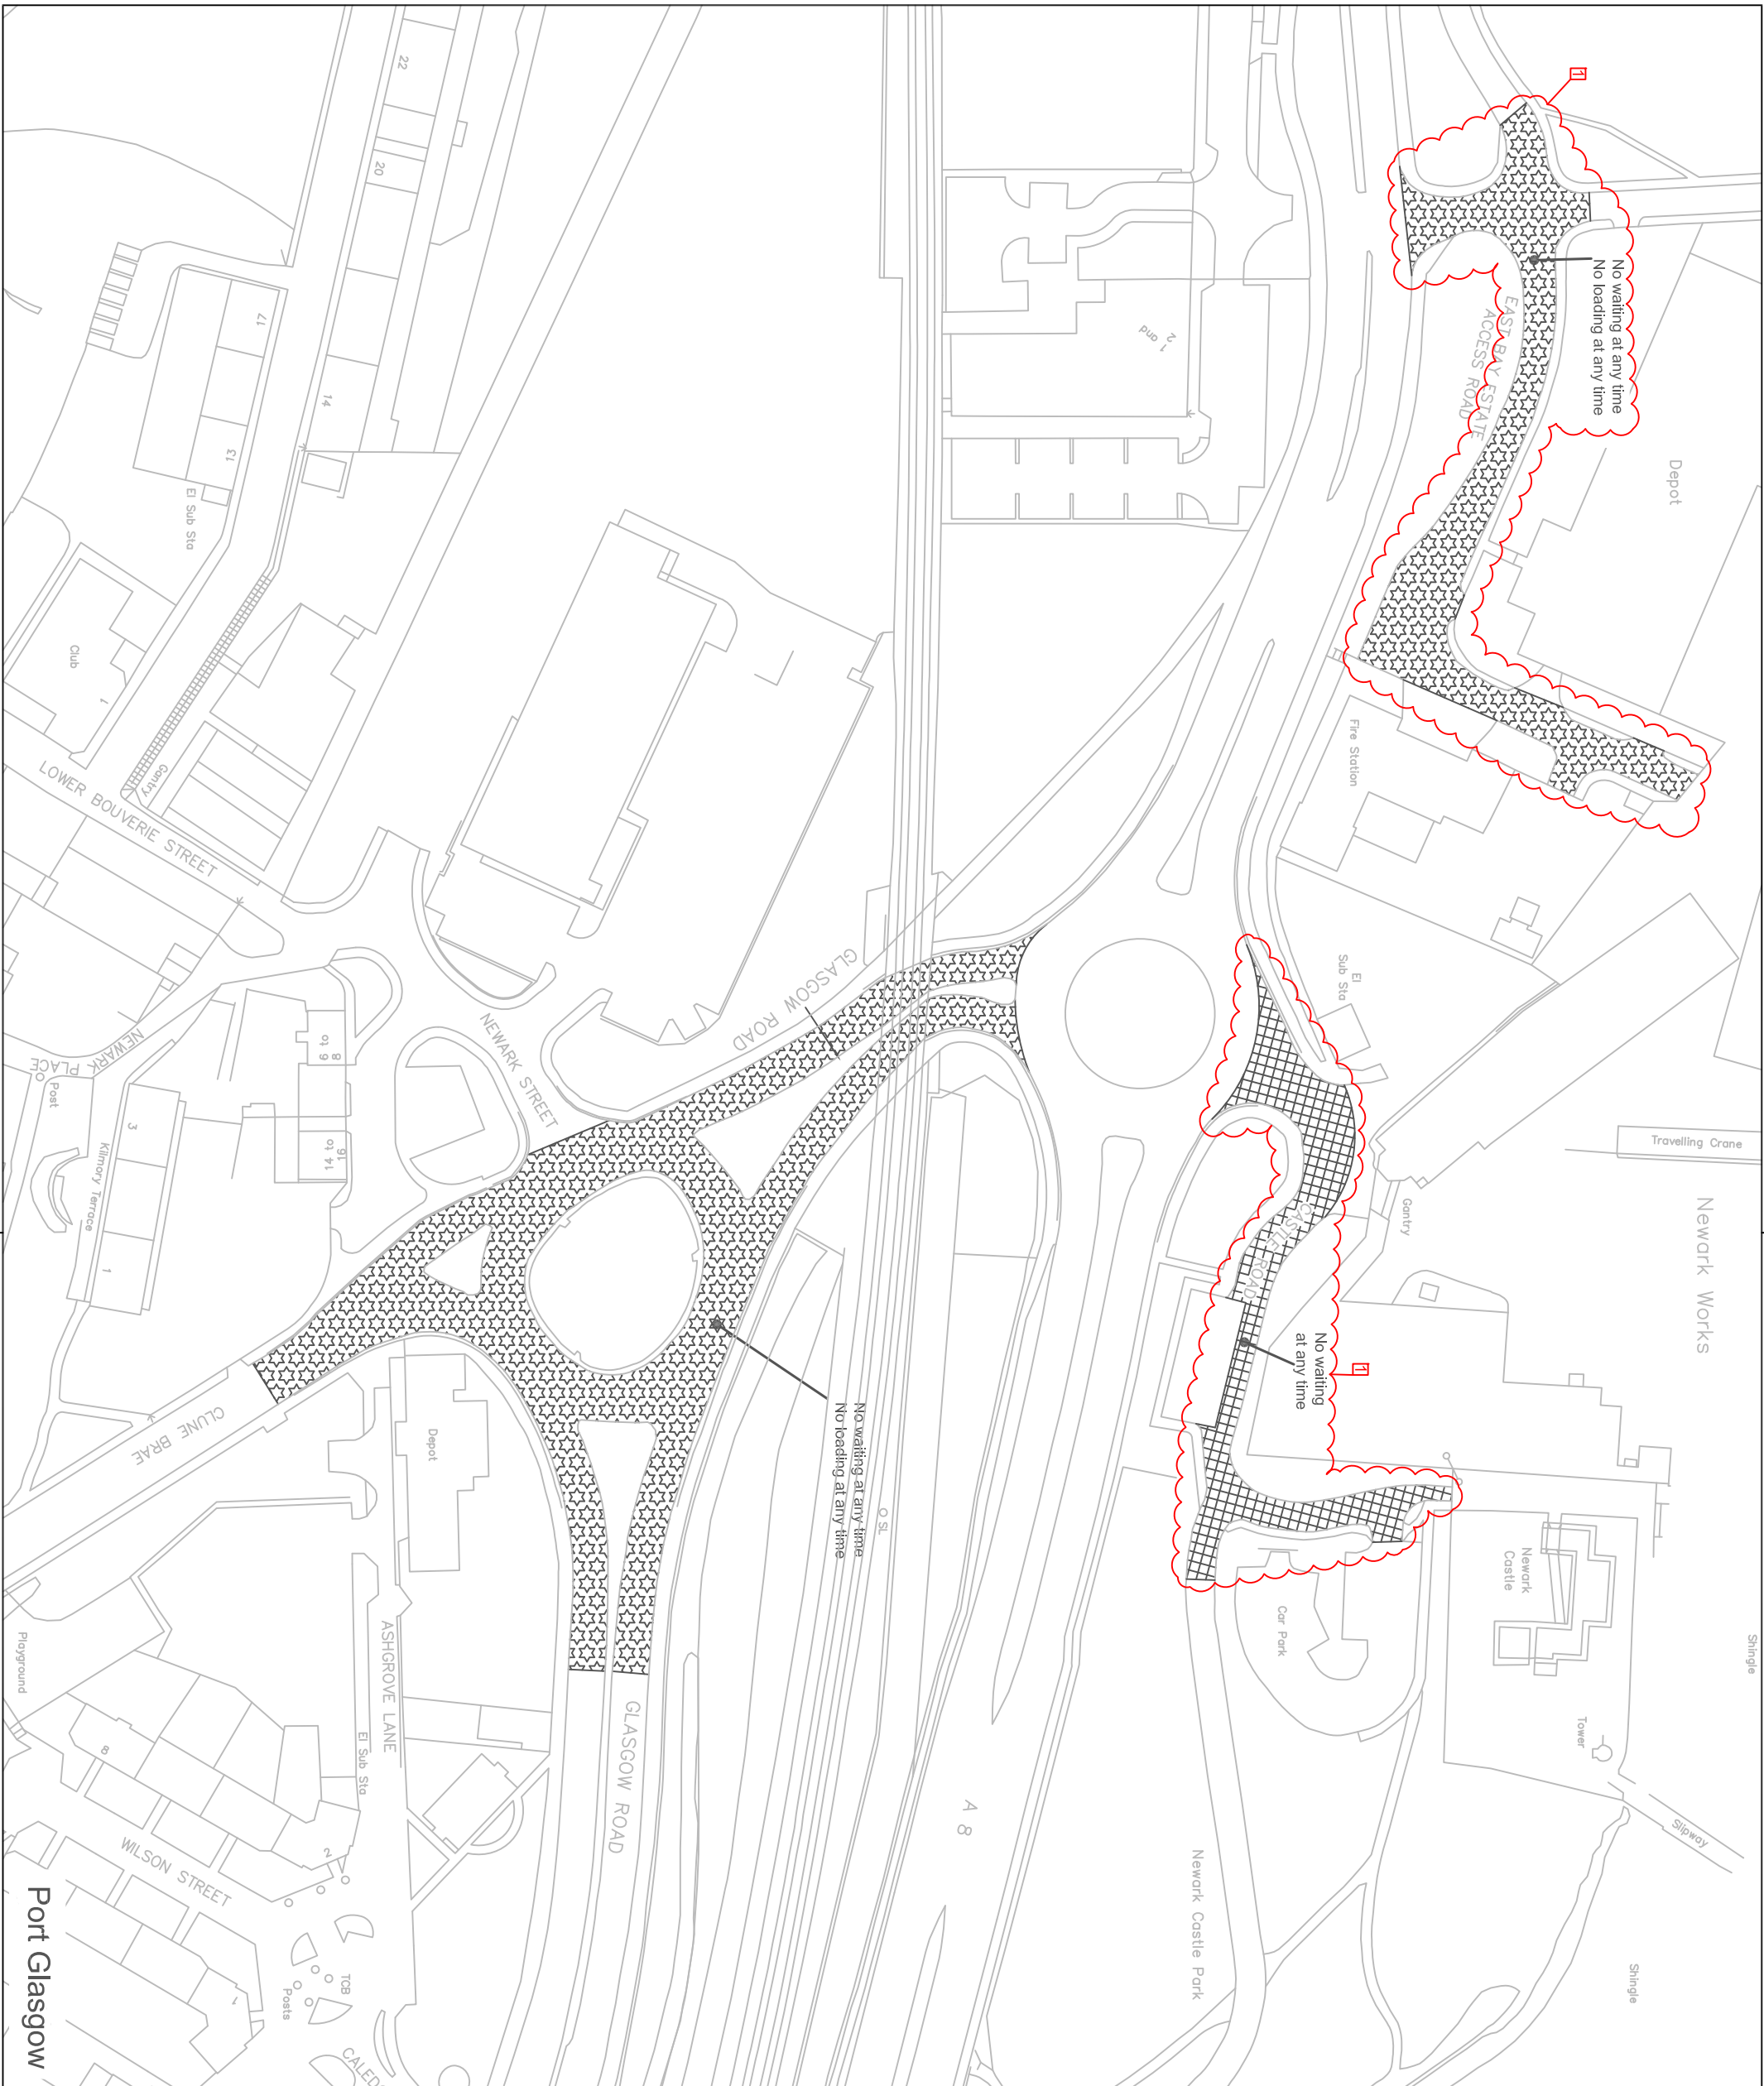 1
No waiting at any time
No loading at any time
EAST BAY ESTATE
ACCESS ROAD
Depot
Fire Station
El
Sub Sta
Travelling Crane
Gantry
Newark Works
CASTLE ROAD
No waiting
at any time
1
Newark
Castle
Car Park
Tower
Slipway
Shingle
Shingle
Newark Castle Park
A 8
1 and
2
22
20
17
14
13
El Sub Sta
Club
1
Gantry
LOWER BOUVERIE STREET
NEWARK PLACE
Post
NEWARK STREET
GLASGOW ROAD
8
9 to
16
14 to
3
Kilmory Terrace
1
No waiting at any time
No loading at any time
SL
CLUNE BRAE
Depot
ASHGROVE LANE
El Sub Sta
Playground
8
2
WILSON STREET
GLASGOW ROAD
TCB
Posts
1
CALED
Port Glasgow